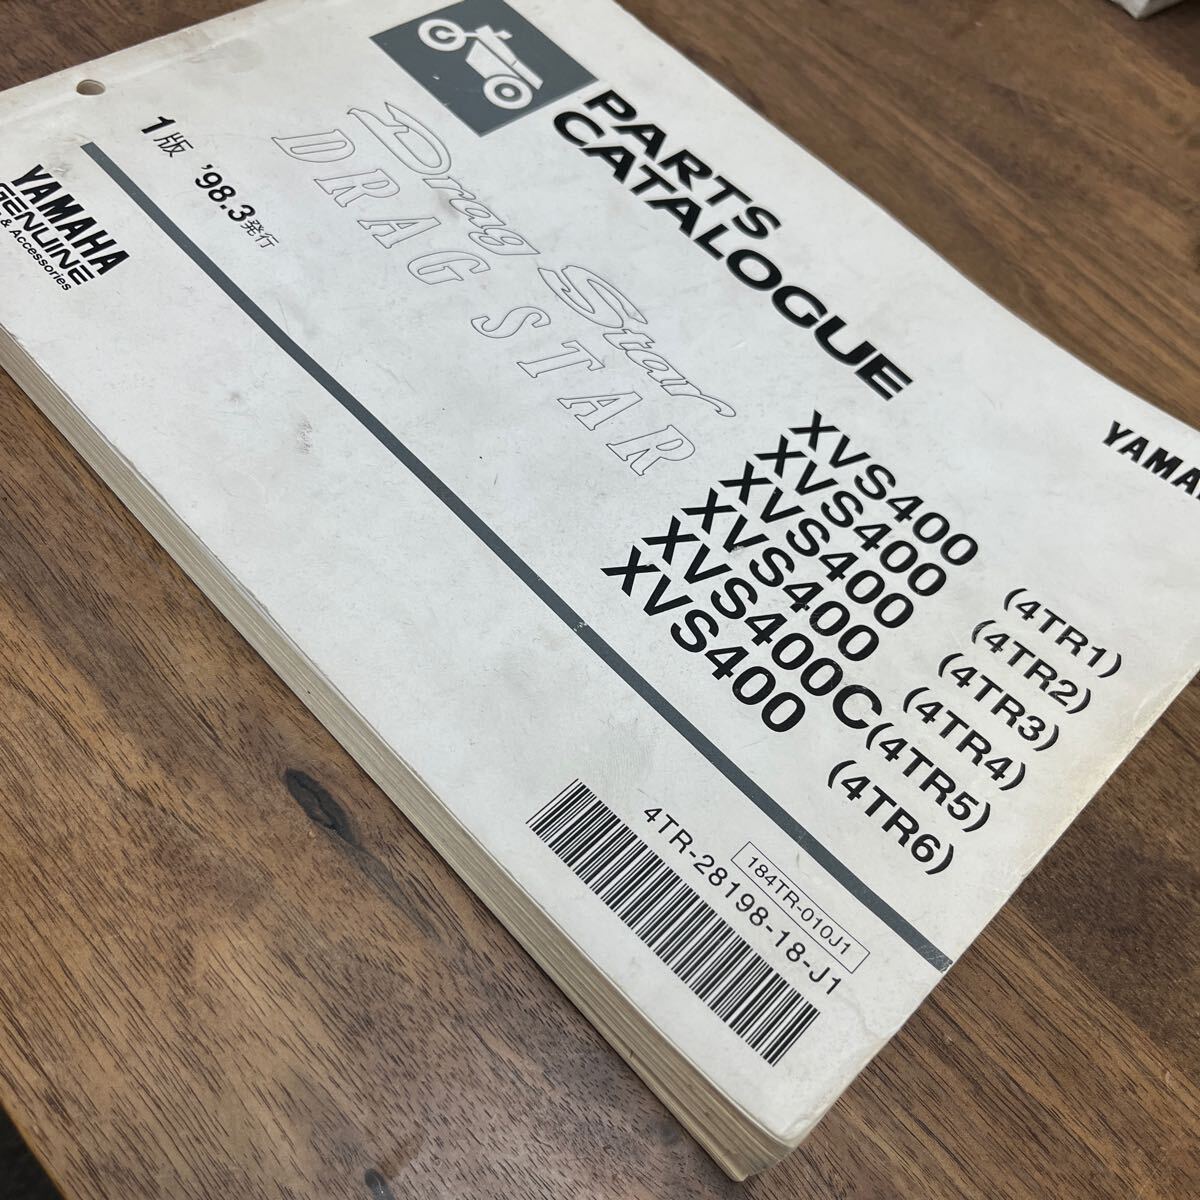 PARTS
CATALOGUE
Drag Star
DRAG STAR
1版 '98.3発行
YAMAHA
GENUINE
& Accessories
XVS400 (4TR1)
XVS400 (4TR2)
XVS400 (4TR3)
XVS400 (4TR4)
XVS400C (4TR5)
XVS400 (4TR6)
184TR-010J1
4TR-28198-18-J1